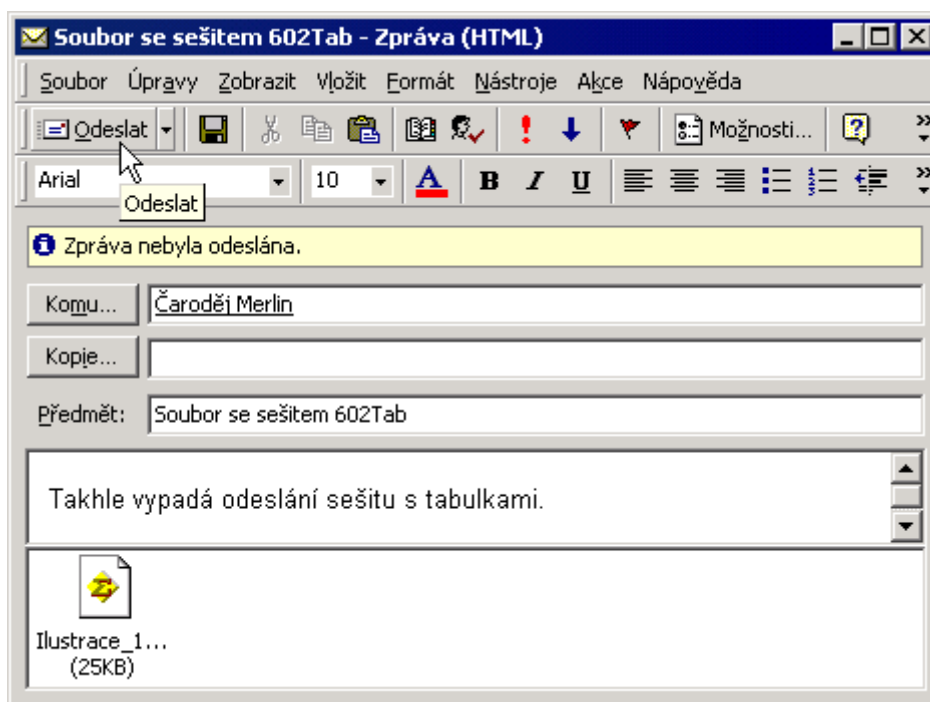 Soubor se sešitem 602Tab - Zpráva (HTML)
Soubor Úpravy Zobrazit Vložit Formát Nástroje Akce Nápověda
Odeslat Možnosti...
Arial 10 A B I U
Odeslat
Zpráva nebyla odeslána.
Komu... Čaroděj Merlin
Kopie...
Předmět: Soubor se sešitem 602Tab
Takhle vypadá odeslání sešitu s tabulkami.
Ilustrace_1...
(25KB)